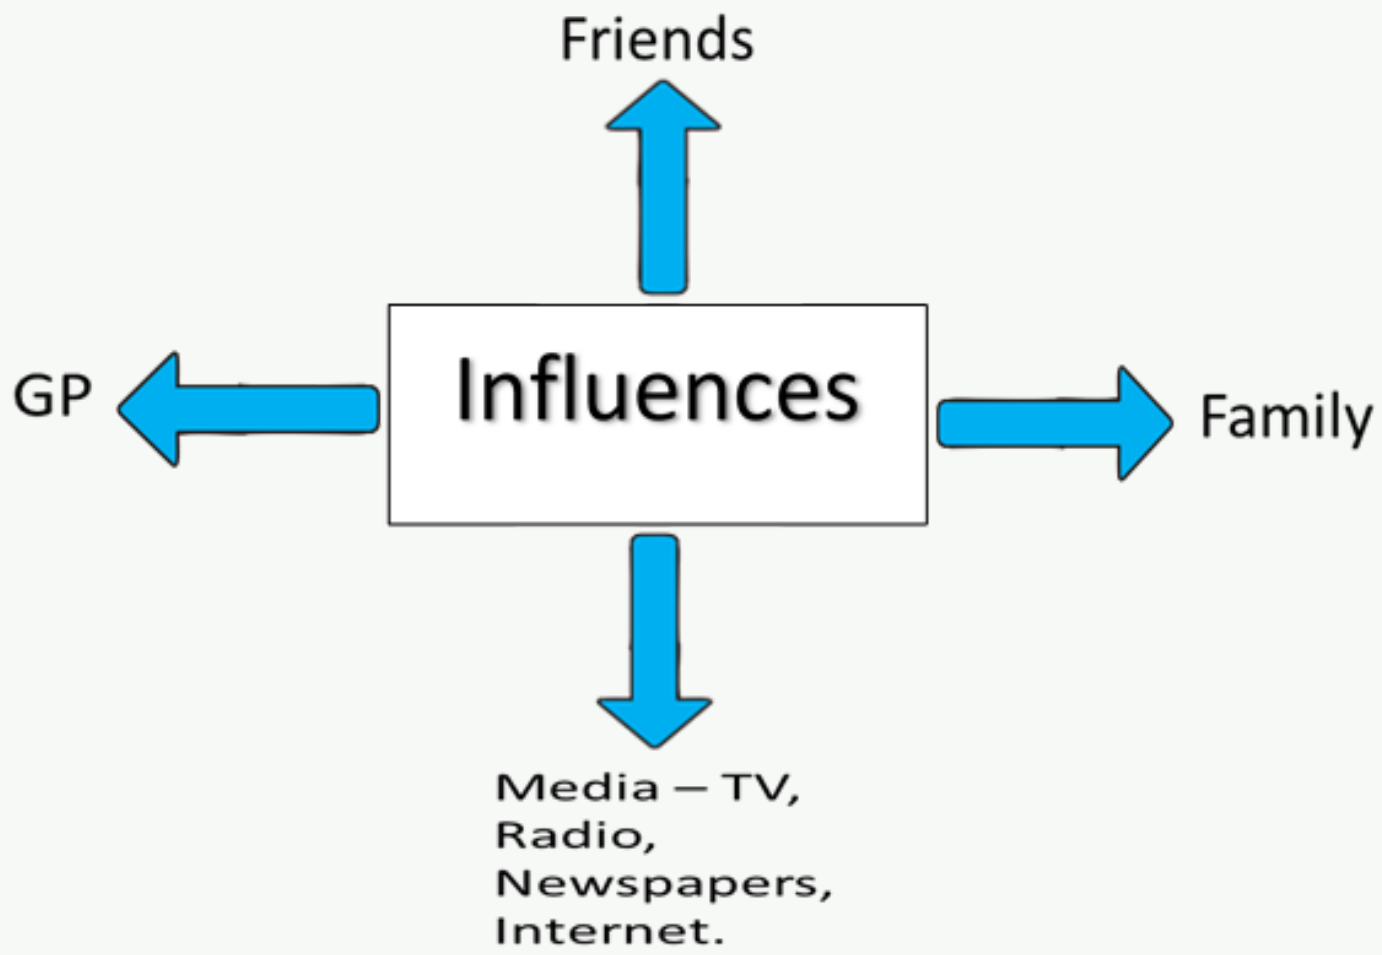 Friends
GP
Influences
Family
Media – TV,
Radio,
Newspapers,
Internet.